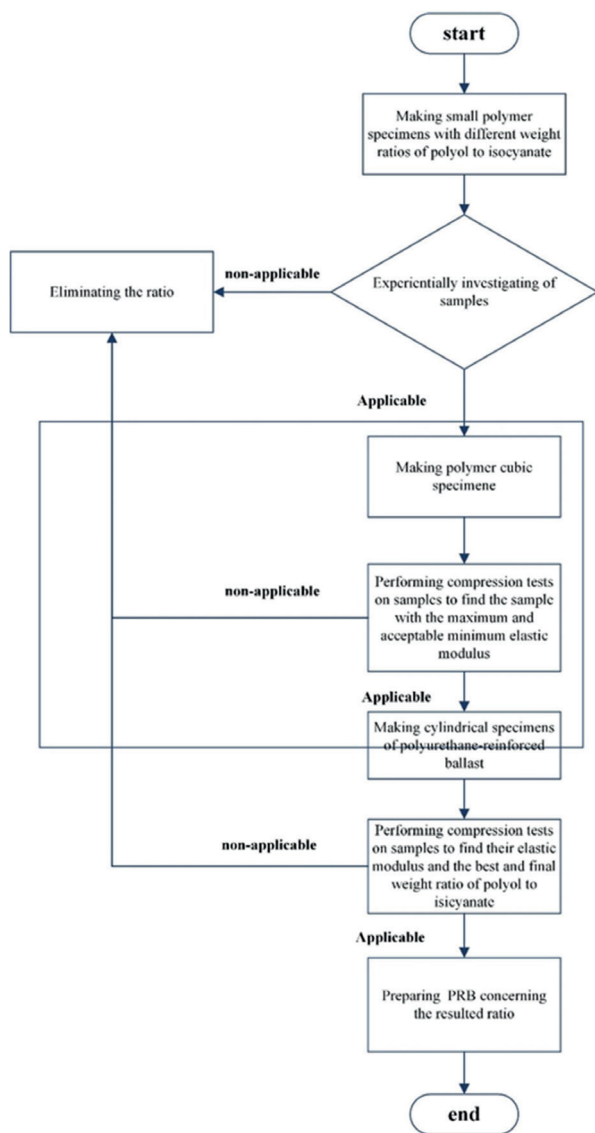 start
Making small polymer
specimens with different weight
ratios of polyol to isocyanate
non-applicable
Eliminating the ratio
Experientially investigating of
samples
Applicable
Making polymer cubic
specimene
non-applicable
Performing compression tests
on samples to find the sample
with the maximum and
acceptable minimum elastic
modulus
Applicable
Making cylindrical specimens
of polyurethane-reinforced
ballast
non-applicable
Performing compression tests
on samples to find their elastic
modulus and the best and final
weight ratio of polyol to
isicyanate
Applicable
Preparing PRB concerning
the resulted ratio
end